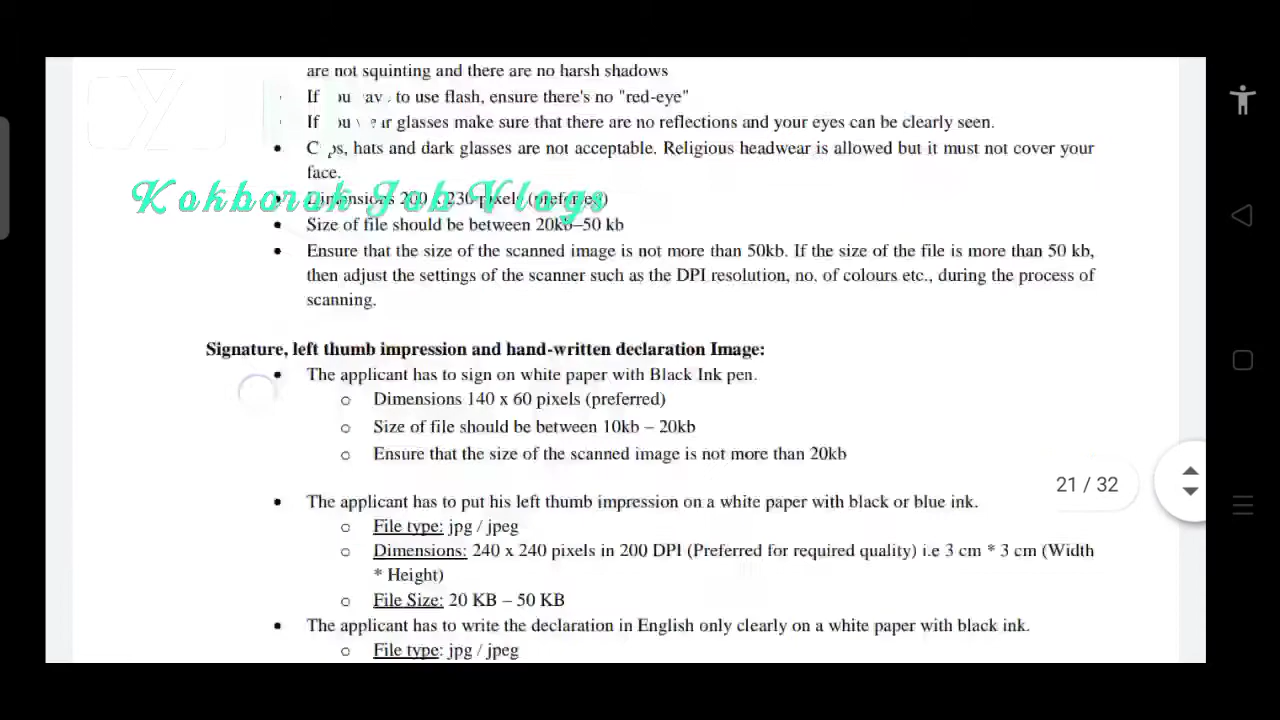 are not squinting and there are no harsh shadows
If you have to use flash, ensure there's no "red-eye"
If you wear glasses make sure that there are no reflections and your eyes can be clearly seen.
• Caps, hats and dark glasses are not acceptable. Religious headwear is allowed but it must not cover your
face.
Kokborok Job Vlogs
• Dimensions 200 x 230 pixels (preferred)
• Size of file should be between 20kb–50 kb
• Ensure that the size of the scanned image is not more than 50kb. If the size of the file is more than 50 kb,
then adjust the settings of the scanner such as the DPI resolution, no. of colours etc., during the process of
scanning.
Signature, left thumb impression and hand-written declaration Image:
• The applicant has to sign on white paper with Black Ink pen.
o Dimensions 140 x 60 pixels (preferred)
o Size of file should be between 10kb – 20kb
o Ensure that the size of the scanned image is not more than 20kb
21 / 32
• The applicant has to put his left thumb impression on a white paper with black or blue ink.
o File type: jpg / jpeg
o Dimensions: 240 x 240 pixels in 200 DPI (Preferred for required quality) i.e 3 cm * 3 cm (Width
* Height)
o File Size: 20 KB – 50 KB
• The applicant has to write the declaration in English only clearly on a white paper with black ink.
o File type: jpg / jpeg